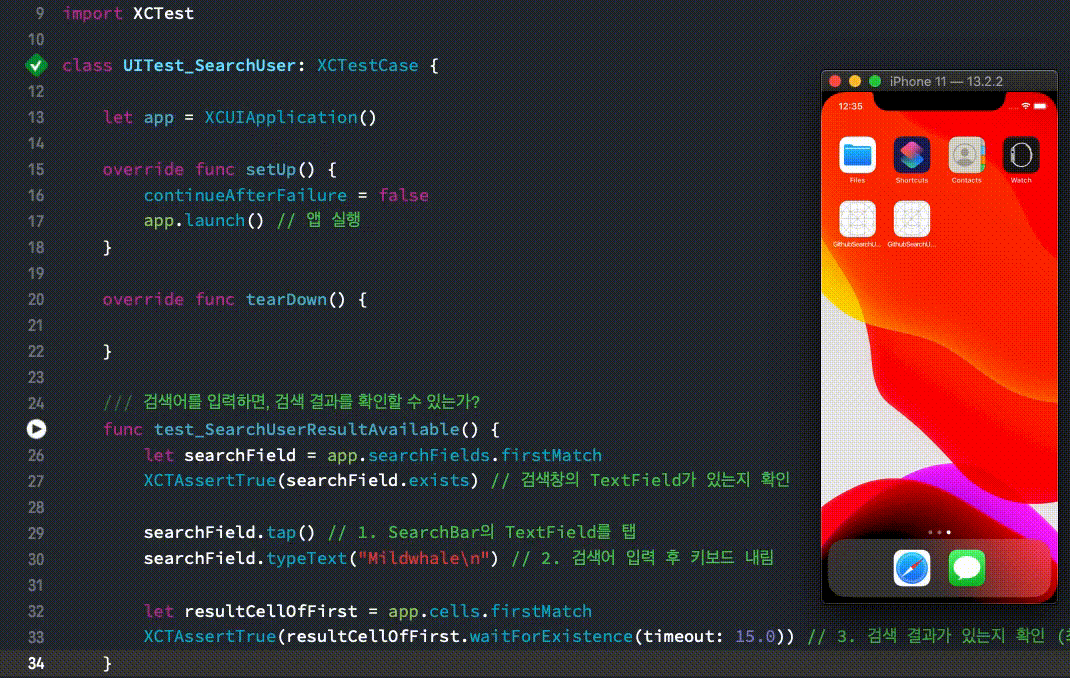 9 import XCTest
10
class UITest_SearchUser: XCTestCase {
12
13 let app = XCUIApplication()
14
15 override func setUp() {
16 continueAfterFailure = false
17 app.launch() // 앱 실행
18 }
19
20 override func tearDown() {
21
22 }
23
24 /// 검색어를 입력하면, 검색 결과를 확인할 수 있는가?
func test_SearchUserResultAvailable() {
26 let searchField = app.searchFields.firstMatch
27 XCTAssertTrue(searchField.exists) // 검색창의 TextField가 있는지 확인
28
29 searchField.tap() // 1. SearchBar의 TextField를 탭
30 searchField.typeText("Mildwhale\n") // 2. 검색어 입력 후 키보드 내림
31
32 let resultCellOfFirst = app.cells.firstMatch
33 XCTAssertTrue(resultCellOfFirst.waitForExistence(timeout: 15.0)) // 3. 검색 결과가 있는지 확인 (
34 }
iPhone 11 — 13.2.2
12:35
Files Shortcuts Contacts Watch
GithubSearchU... GithubSearchU...